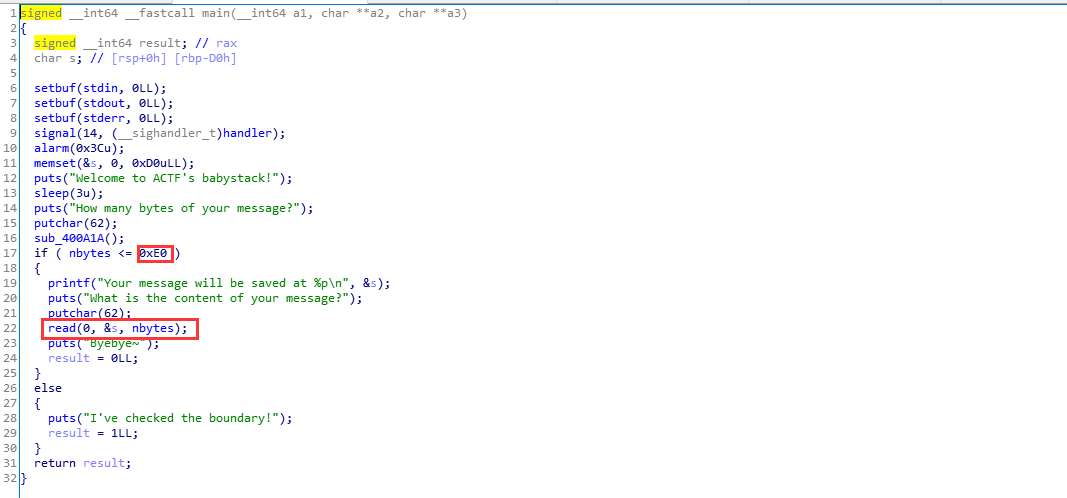 1 signed __int64 __fastcall main(__int64 a1, char **a2, char **a3)
2 {
3 signed __int64 result; // rax
4 char s; // [rsp+0h] [rbp-D0h]
5
6 setbuf(stdin, 0LL);
7 setbuf(stdout, 0LL);
8 setbuf(stderr, 0LL);
9 signal(14, (__sighandler_t)handler);
10 alarm(0x3Cu);
11 memset(&s, 0, 0xD0uLL);
12 puts("Welcome to ACTF's babystack!");
13 sleep(3u);
14 puts("How many bytes of your message?");
15 putchar(62);
16 sub_400A1A();
17 if ( nbytes <= 0xE0 )
18 {
19 printf("Your message will be saved at %p\n", &s);
20 puts("What is the content of your message?");
21 putchar(62);
22 read(0, &s, nbytes);
23 puts("Byebye~");
24 result = 0LL;
25 }
26 else
27 {
28 puts("I've checked the boundary!");
29 result = 1LL;
30 }
31 return result;
32 }